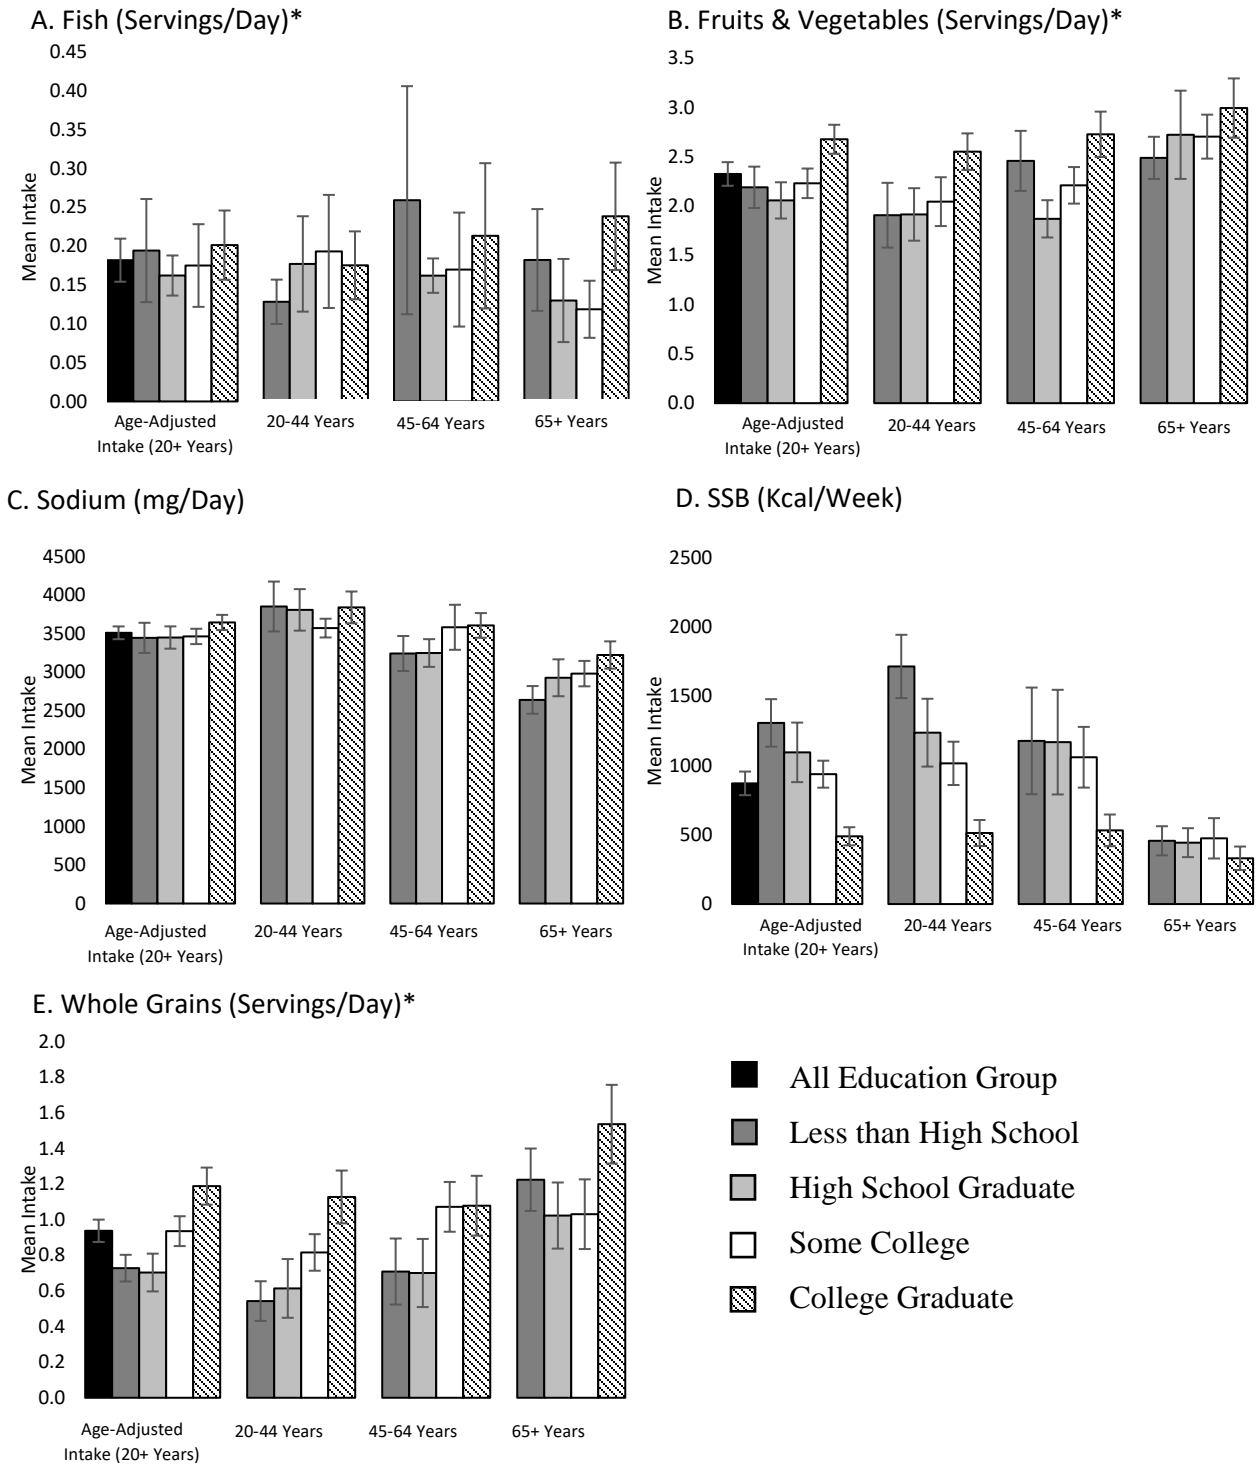 A. Fish (Servings/Day)*
Mean Intake
0.45
0.40
0.35
0.30
0.25
0.20
0.15
0.10
0.05
0.00
Age-Adjusted
Intake (20+ Years)
20-44 Years
45-64 Years
65+ Years
B. Fruits & Vegetables (Servings/Day)*
Mean Intake
3.5
3.0
2.5
2.0
1.5
1.0
0.5
0.0
Age-Adjusted
Intake (20+ Years)
20-44 Years
45-64 Years
65+ Years
C. Sodium (mg/Day)
Mean Intake
4500
4000
3500
3000
2500
2000
1500
1000
500
0
Age-Adjusted
Intake (20+ Years)
20-44 Years
45-64 Years
65+ Years
D. SSB (Kcal/Week)
Mean Intake
2500
2000
1500
1000
500
0
Age-Adjusted
Intake (20+ Years)
20-44 Years
45-64 Years
65+ Years
E. Whole Grains (Servings/Day)*
Mean Intake
2.0
1.8
1.6
1.4
1.2
1.0
0.8
0.6
0.4
0.2
0.0
Age-Adjusted
Intake (20+ Years)
20-44 Years
45-64 Years
65+ Years
All Education Group
Less than High School
High School Graduate
Some College
College Graduate